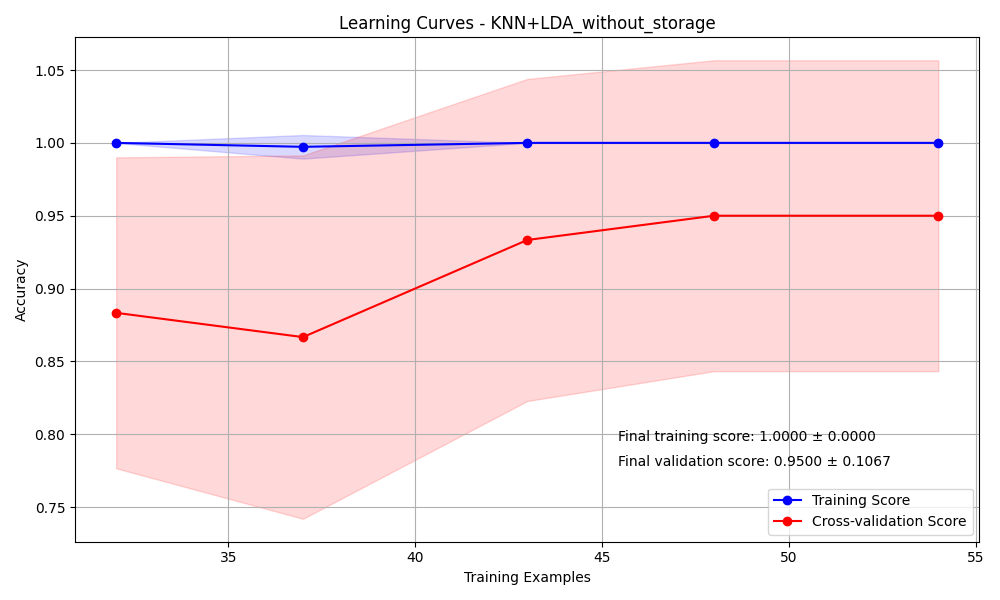 Learning Curves - KNN+LDA_without_storage
1.05
1.00
0.95
0.90
0.85
0.80
0.75
Accuracy
Final training score: 1.0000 ± 0.0000
Final validation score: 0.9500 ± 0.1067
Training Score
Cross-validation Score
35
40
45
50
55
Training Examples